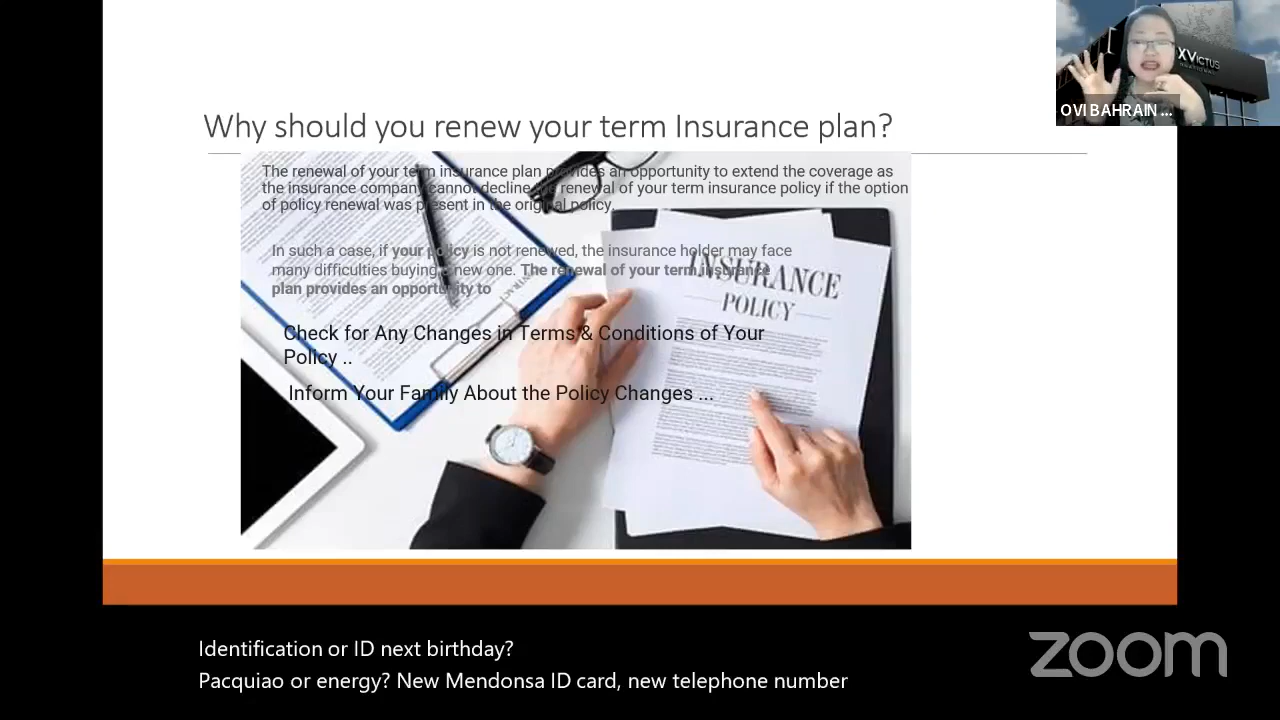 Why should you renew your term Insurance plan?
The renewal of your term insurance plan provides an opportunity to extend the coverage as
the insurance company cannot decline the renewal of your term insurance policy if the option
of policy renewal was present in the original policy.
In such a case, if your policy is not renewed, the insurance holder may face
many difficulties buying a new one. The renewal of your term insurance
plan provides an opportunity to
INSURANCE
POLICY
Check for Any Changes in Terms & Conditions of Your
Policy ..
Inform Your Family About the Policy Changes ...
XVICTUS
OVI BAHRAIN ...
Identification or ID next birthday?
Pacquiao or energy? New Mendonsa ID card, new telephone number
zoom